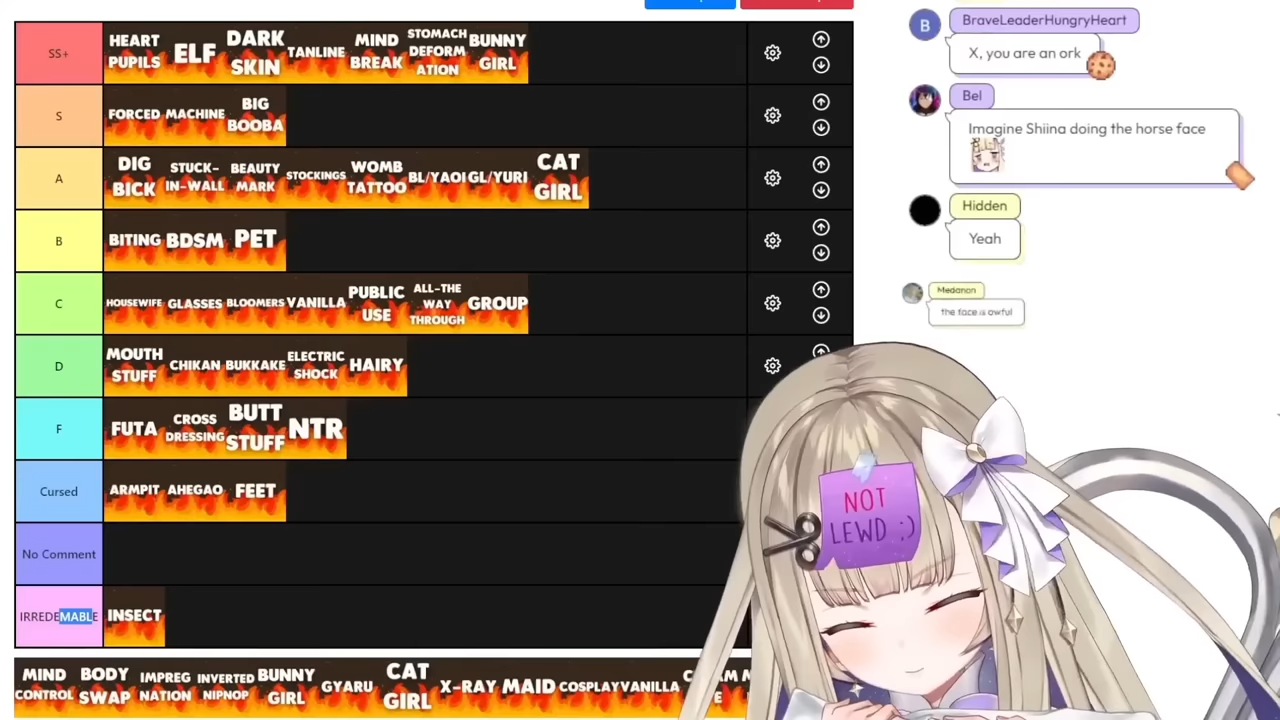 SS+
HEART
PUPILS
ELF
DARK
SKIN
TANLINE
MIND
BREAK
STOMACH
DEFORM
ATION
BUNNY
GIRL
S
FORCED
MACHINE
BIG
BOOBA
A
DIG
BICK
STUCK-
IN-WALL
BEAUTY
MARK
STOCKINGS
WOMB
TATTOO
BL/YAOI
GL/YURI
CAT
GIRL
B
BITING
BDSM
PET
C
HOUSEWIFE
GLASSES
BLOOMERS
VANILLA
PUBLIC
USE
ALL-THE
WAY
THROUGH
GROUP
D
MOUTH
STUFF
CHIKAN
BUKKAKE
ELECTRIC
SHOCK
HAIRY
F
FUTA
CROSS
DRESSING
BUTT
STUFF
NTR
Cursed
ARMPIT
AHEGAO
FEET
No Comment
IRREDEMABLE
INSECT
MIND
CONTROL
BODY
SWAP
IMPREG
NATION
INVERTED
NIPNOP
BUNNY
GIRL
GYARU
CAT
GIRL
X-RAY
MAID
COSPLAY
VANILLA
B
BraveLeaderHungryHeart
X, you are an ork
Bel
Imagine Shiina doing the horse face
Hidden
Yeah
Medanon
the face is owful
NOT
LEWD :)